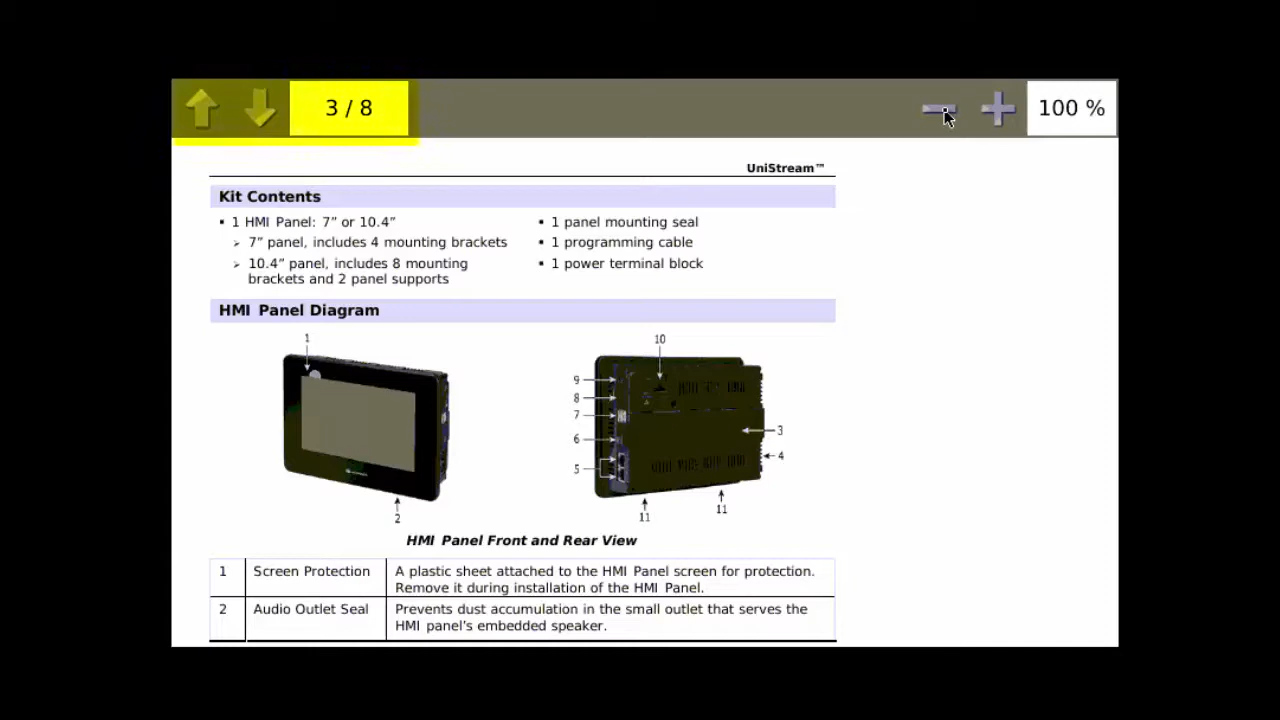 3 / 8
100 %
UniStream™
Kit Contents
▪ 1 HMI Panel: 7” or 10.4”
➢ 7” panel, includes 4 mounting brackets
➢ 10.4” panel, includes 8 mounting
brackets and 2 panel supports
▪ 1 panel mounting seal
▪ 1 programming cable
▪ 1 power terminal block
HMI Panel Diagram
1
2
10
9
8
7
6
5
3
4
11
11
HMI Panel Front and Rear View
1 Screen Protection A plastic sheet attached to the HMI Panel screen for protection.
Remove it during installation of the HMI Panel.
2 Audio Outlet Seal Prevents dust accumulation in the small outlet that serves the
HMI panel’s embedded speaker.